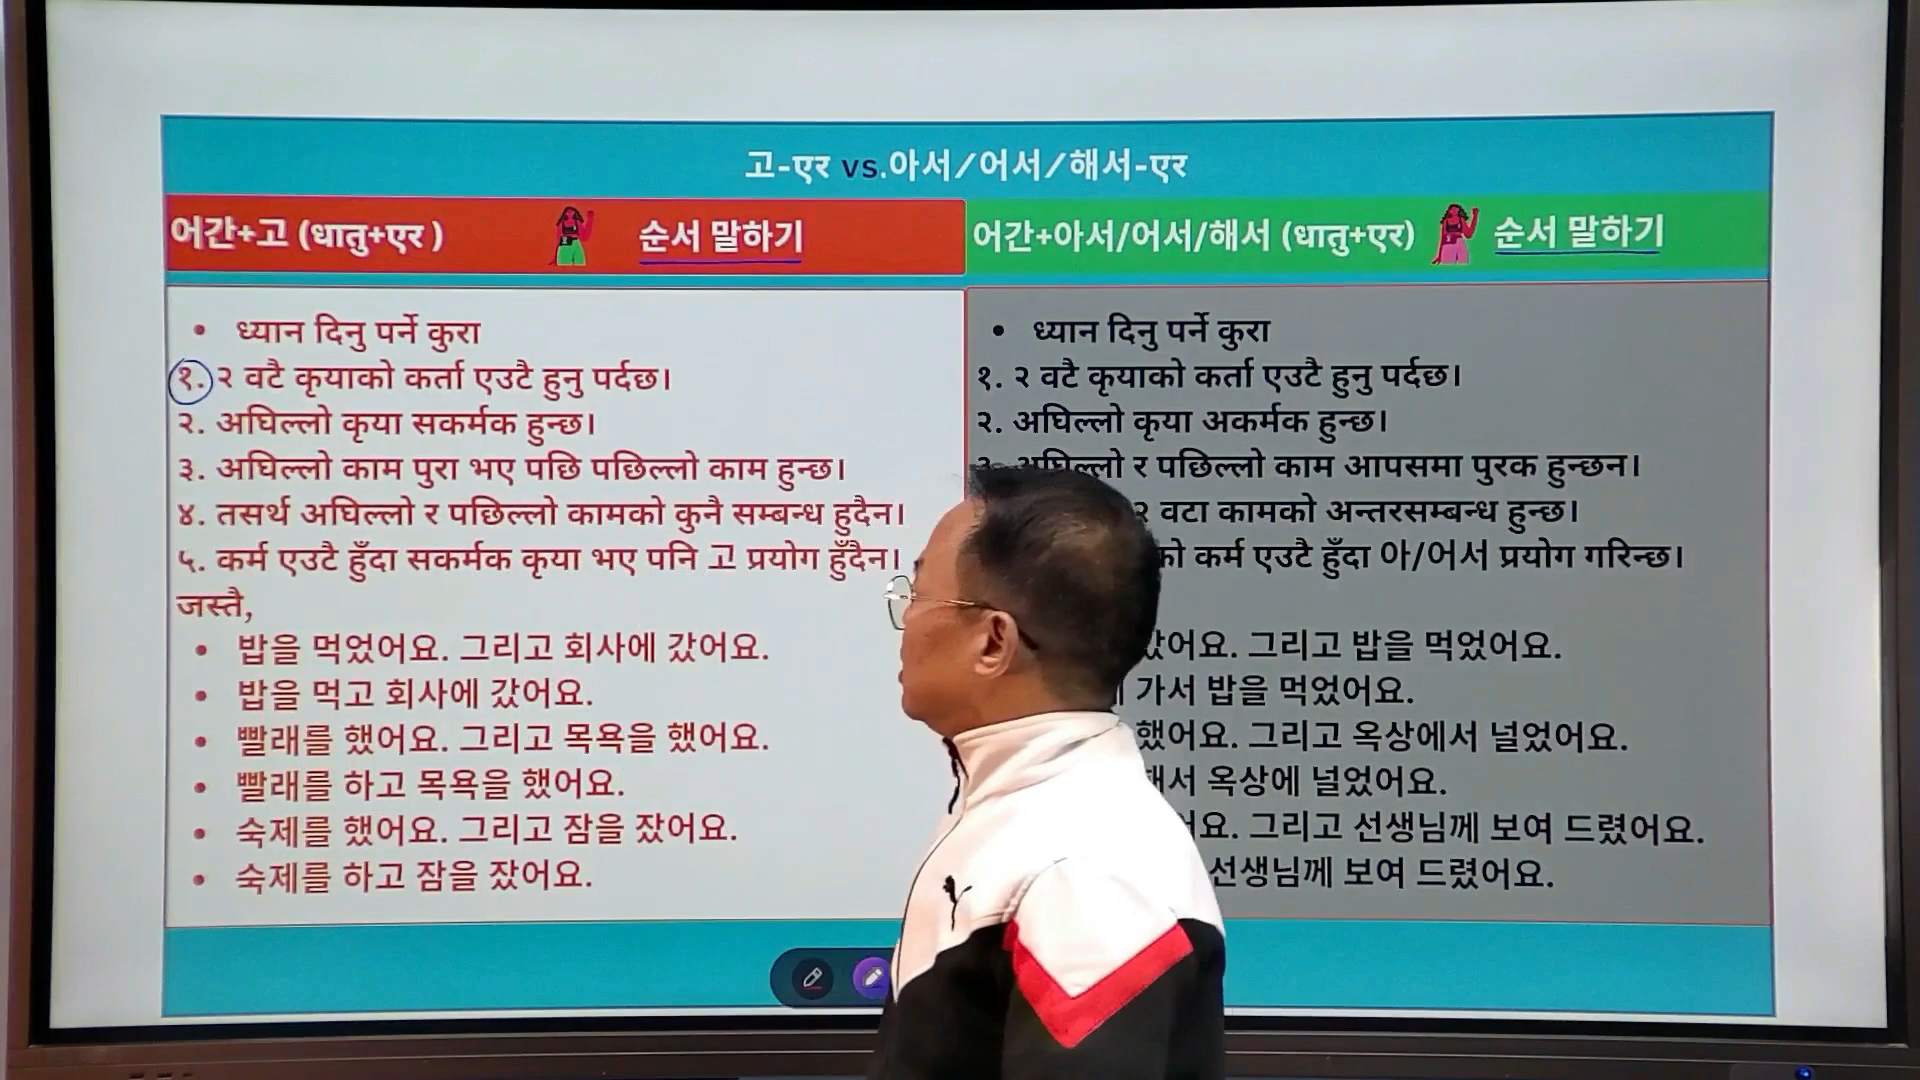 고-एर vs.아서/어서/해서-एर
어간+고 (धातु+एर )
순서 말하기
• ध्यान दिनु पर्ने कुरा
१. २ वटै कृयाको कर्ता एउटै हुनु पर्दछ।
२. अघिल्लो कृया सकर्मक हुन्छ।
३. अघिल्लो काम पुरा भए पछि पछिल्लो काम हुन्छ।
४. तसर्थ अघिल्लो र पछिल्लो कामको कुनै सम्बन्ध हुदैन।
५. कर्म एउटै हुँदा सकर्मक कृया भए पनि 고 प्रयोग हुँदैन।
जस्तै,
• 밥을 먹었어요. 그리고 회사에 갔어요.
• 밥을 먹고 회사에 갔어요.
• 빨래를 했어요. 그리고 목욕을 했어요.
• 빨래를 하고 목욕을 했어요.
• 숙제를 했어요. 그리고 잠을 잤어요.
• 숙제를 하고 잠을 잤어요.
어간+아서/어서/해서 (धातु+एर)
순서 말하기
• ध्यान दिनु पर्ने कुरा
१. २ वटै कृयाको कर्ता एउटै हुनु पर्दछ।
२. अघिल्लो कृया अकर्मक हुन्छ।
र पछिल्लो काम आपसमा पुरक हुन्छन।
२ वटा कामको अन्तरसम्बन्ध हुन्छ।
को कर्म एउटै हुँदा 아/어서 प्रयोग गरिन्छ।
갔어요. 그리고 밥을 먹었어요.
가서 밥을 먹었어요.
했어요. 그리고 옥상에서 널었어요.
해서 옥상에 널었어요.
어요. 그리고 선생님께 보여 드렸어요.
선생님께 보여 드렸어요.